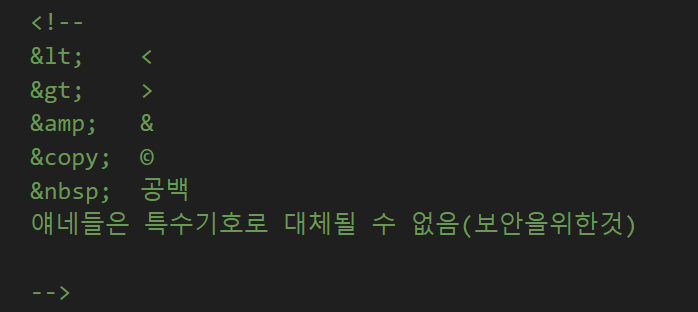 <!--
&lt;    <
&gt;    >
&amp;   &
&copy;  ©
&nbsp;  공백
얘네들은 특수기호로 대체될 수 없음(보안을위한것)
-->